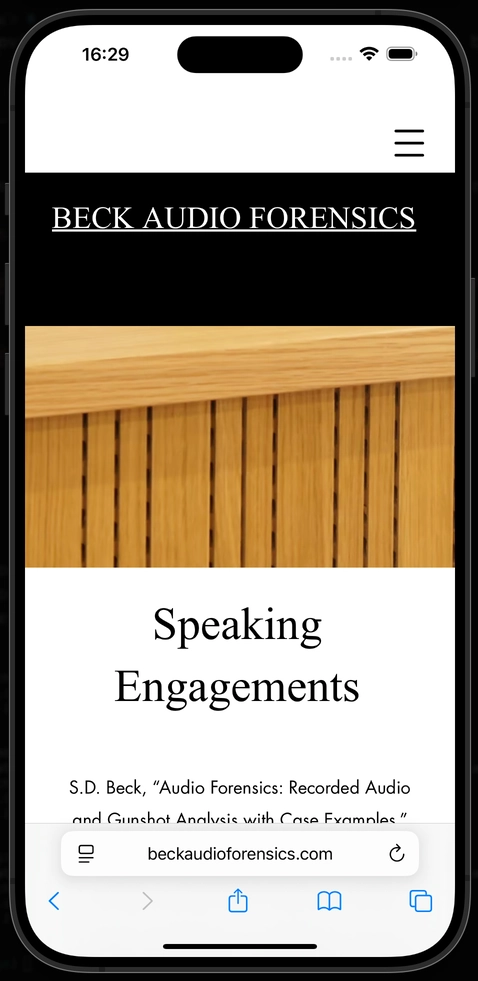 16:29
BECK AUDIO FORENSICS
Speaking
Engagements
S.D. Beck, “Audio Forensics: Recorded Audio
and Gunshot Analysis with Case Examples,”
beckaudioforensics.com